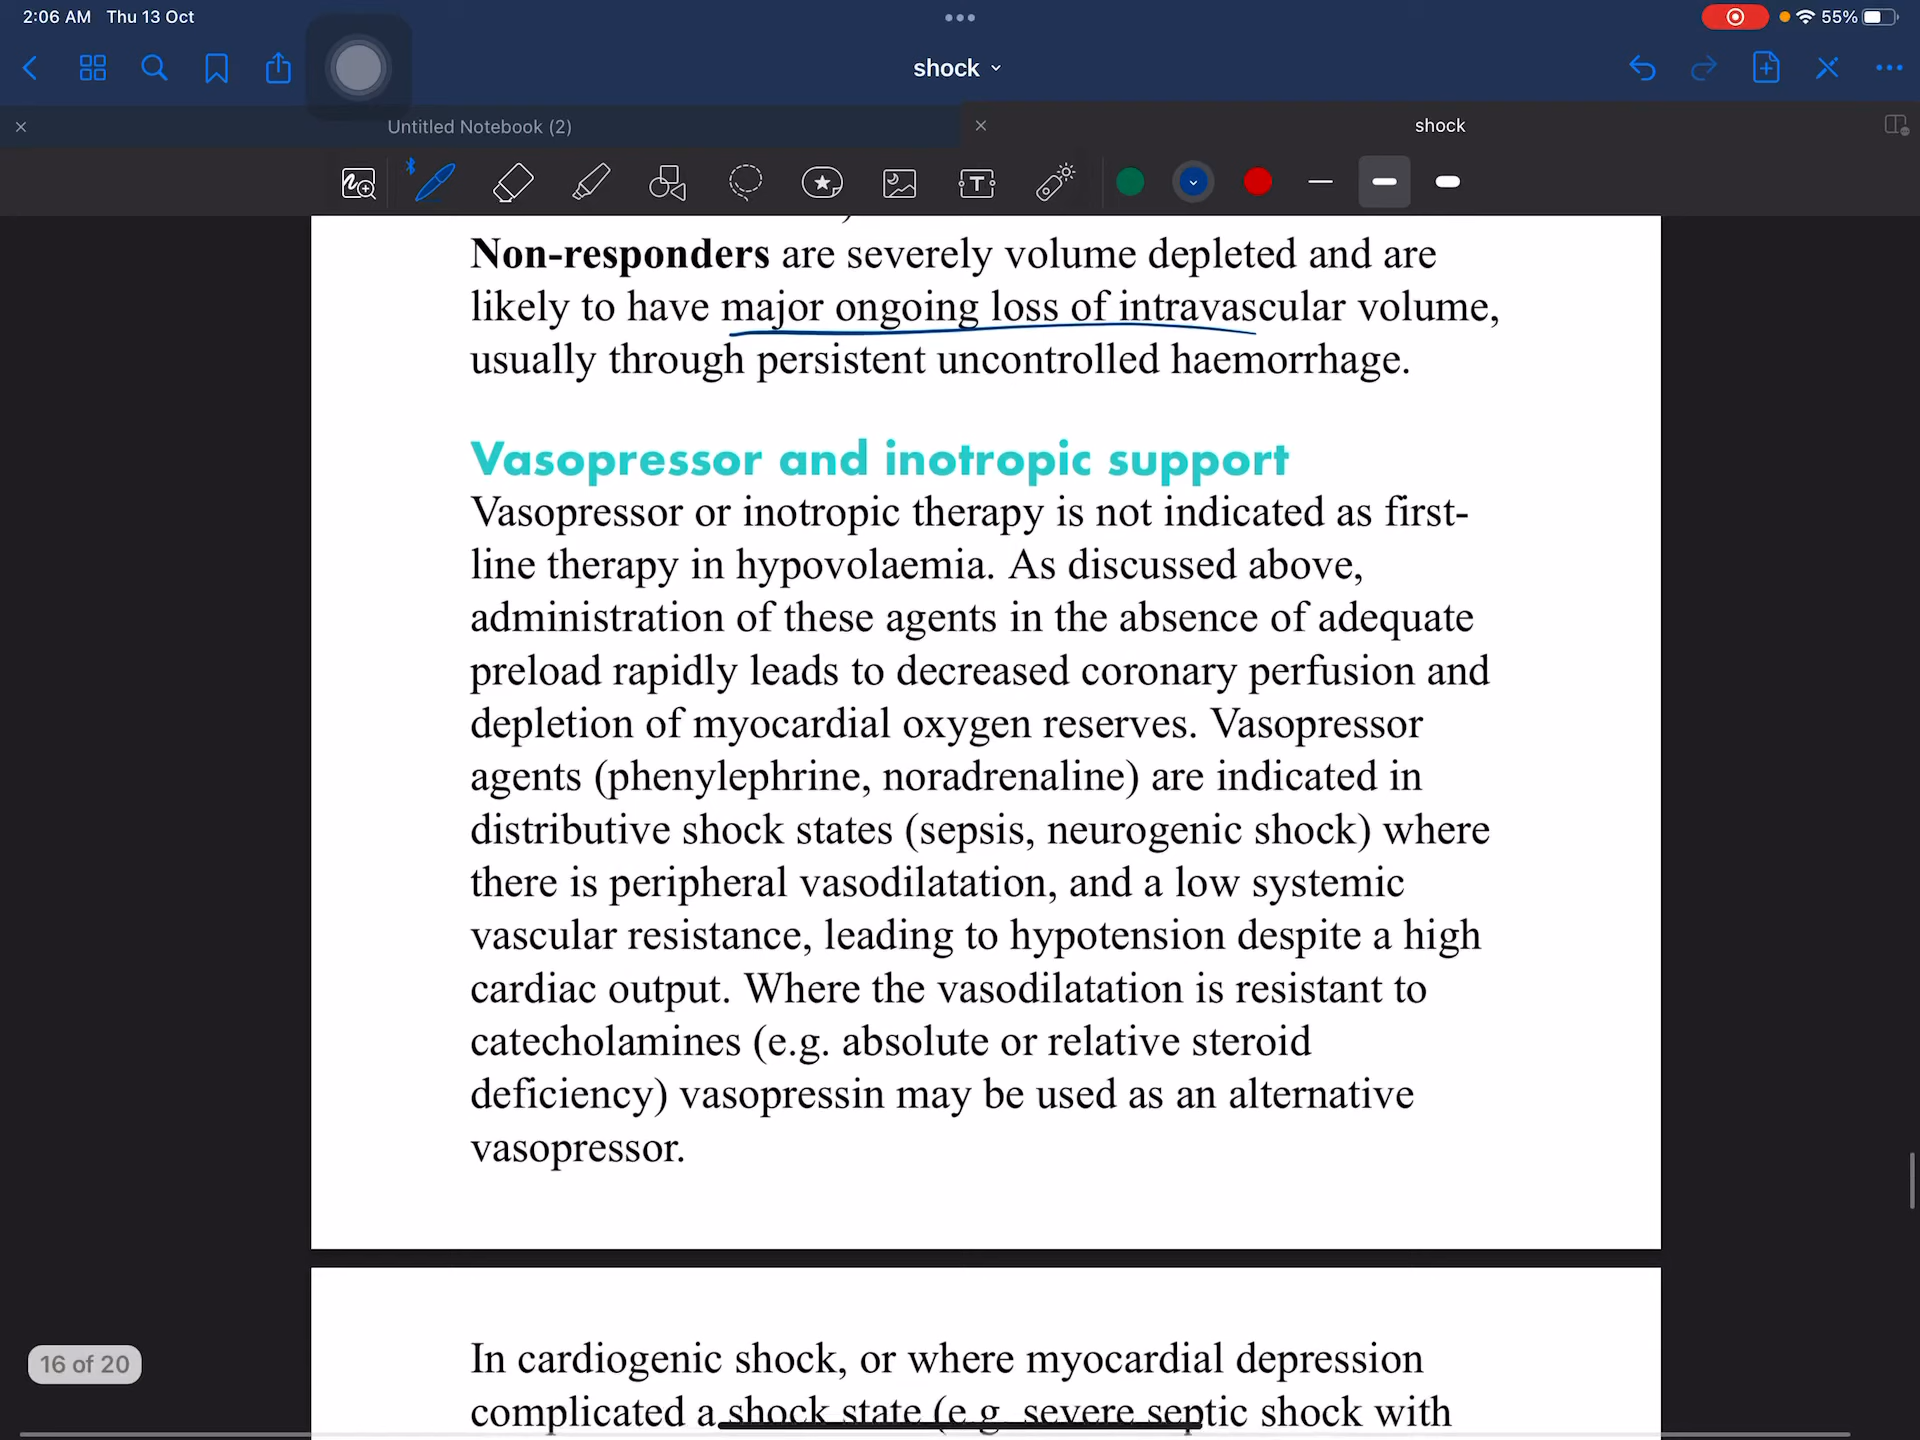 2:06 AM Thu 13 Oct
55%
shock
Untitled Notebook (2)
shock
T
Non-responders are severely volume depleted and are
likely to have major ongoing loss of intravascular volume,
usually through persistent uncontrolled haemorrhage.
Vasopressor and inotropic support
Vasopressor or inotropic therapy is not indicated as first-
line therapy in hypovolaemia. As discussed above,
administration of these agents in the absence of adequate
preload rapidly leads to decreased coronary perfusion and
depletion of myocardial oxygen reserves. Vasopressor
agents (phenylephrine, noradrenaline) are indicated in
distributive shock states (sepsis, neurogenic shock) where
there is peripheral vasodilatation, and a low systemic
vascular resistance, leading to hypotension despite a high
cardiac output. Where the vasodilatation is resistant to
catecholamines (e.g. absolute or relative steroid
deficiency) vasopressin may be used as an alternative
vasopressor.
16 of 20
In cardiogenic shock, or where myocardial depression
complicated a shock state (e.g. severe septic shock with